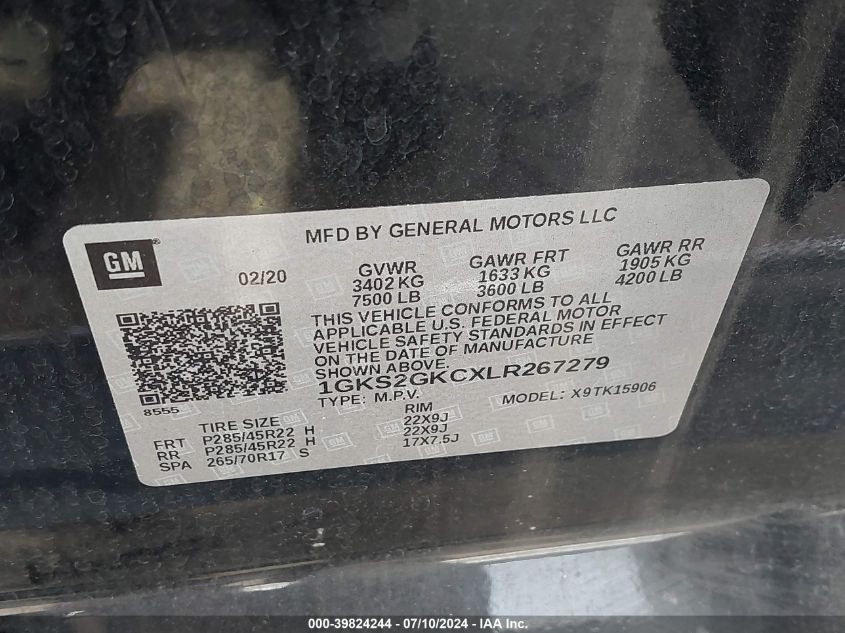 MFD BY GENERAL MOTORS LLC
GM®
02/20 GVWR GAWR FRT GAWR RR
3402 KG 1633 KG 1905 KG
7500 LB 3600 LB 4200 LB
THIS VEHICLE CONFORMS TO ALL
APPLICABLE U.S. FEDERAL MOTOR
VEHICLE SAFETY STANDARDS IN EFFECT
ON THE DATE OF MANUFACTURE
SHOWN ABOVE.
1GKS2GKCXLR267279
TYPE: M.P.V. MODEL: X9TK15906
8555
TIRE SIZE RIM
FRT P285/45R22 H 22X9J
RR P285/45R22 H 22X9J
SPA 265/70R17 S 17X7.5J
000-39824244 - 07/10/2024 - IAA Inc.